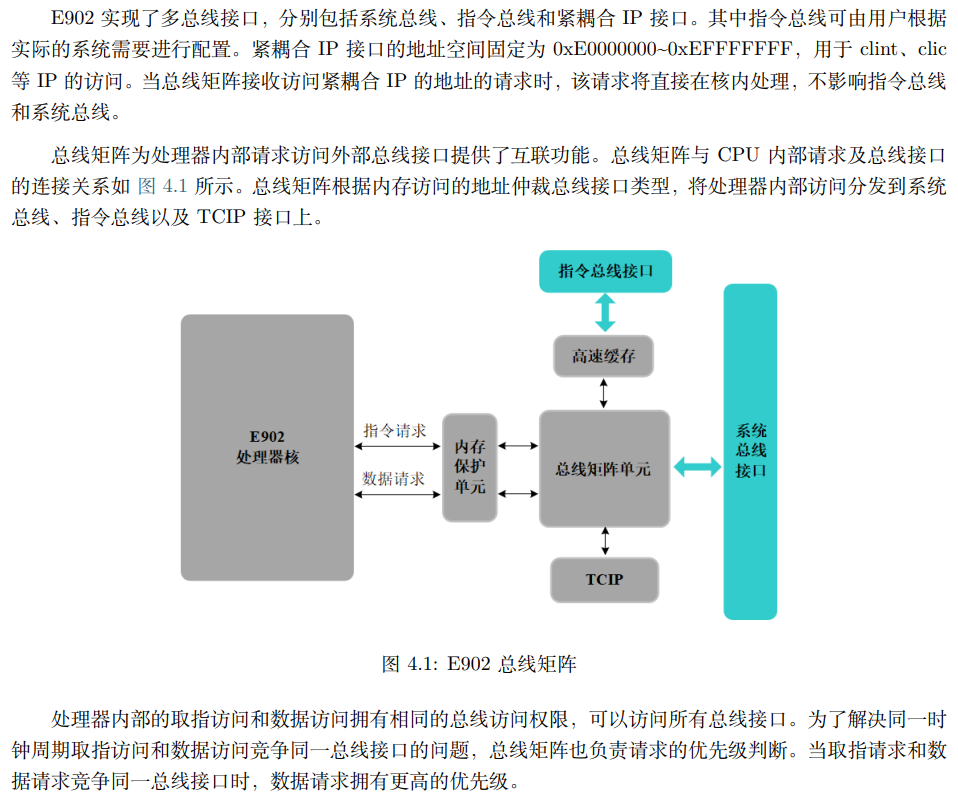 E902 实现了多总线接口，分别包括系统总线、指令总线和紧耦合 IP 接口。其中指令总线可由用户根据
实际的系统需要进行配置。紧耦合 IP 接口的地址空间固定为 0xE0000000~0xEFFFFFFF，用于 clint、clic
等 IP 的访问。当总线矩阵接收访问紧耦合 IP 的地址的请求时，该请求将直接在核内处理，不影响指令总线
和系统总线。
总线矩阵为处理器内部请求访问外部总线接口提供了互联功能。总线矩阵与 CPU 内部请求及总线接口
的连接关系如 图 4.1 所示。总线矩阵根据内存访问的地址仲裁总线接口类型，将处理器内部访问分发到系统
总线、指令总线以及 TCIP 接口上。
指令总线接口
高速缓存
E902
处理器核
指令请求
数据请求
内存
保护
单元
总线矩阵单元
系统
总线
接口
TCIP
图 4.1: E902 总线矩阵
处理器内部的取指访问和数据访问拥有相同的总线访问权限，可以访问所有总线接口。为了解决同一时
钟周期取指访问和数据访问竞争同一总线接口的问题，总线矩阵也负责请求的优先级判断。当取指请求和数
据请求竞争同一总线接口时，数据请求拥有更高的优先级。